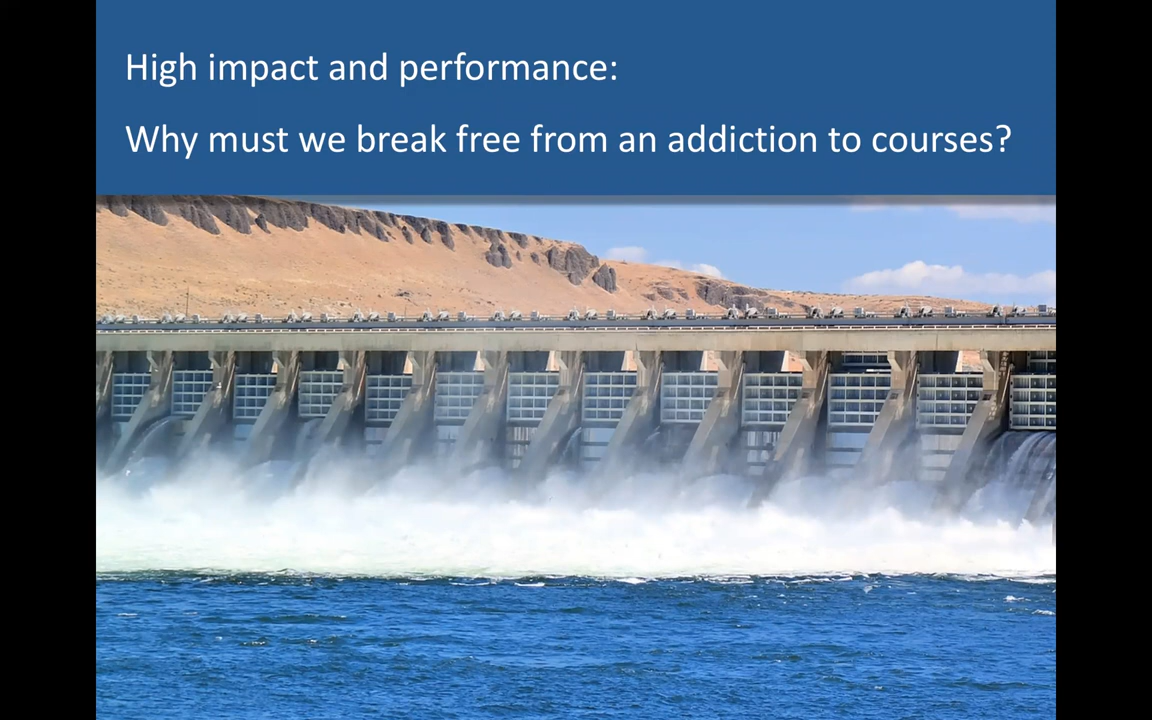 High impact and performance:
Why must we break free from an addiction to courses?